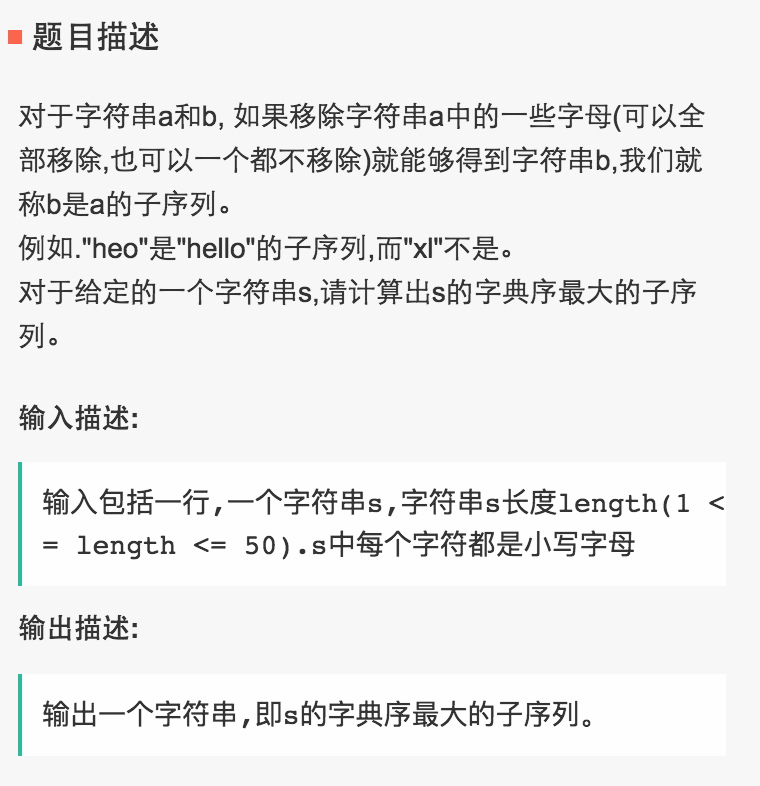 题目描述
对于字符串a和b, 如果移除字符串a中的一些字母(可以全
部移除,也可以一个都不移除)就能够得到字符串b,我们就
称b是a的子序列。
例如."heo"是"hello"的子序列,而"xl"不是。
对于给定的一个字符串s,请计算出s的字典序最大的子序
列。
输入描述:
输入包括一行,一个字符串s,字符串s长度length(1 <
= length <= 50).s中每个字符都是小写字母
输出描述:
输出一个字符串,即s的字典序最大的子序列。